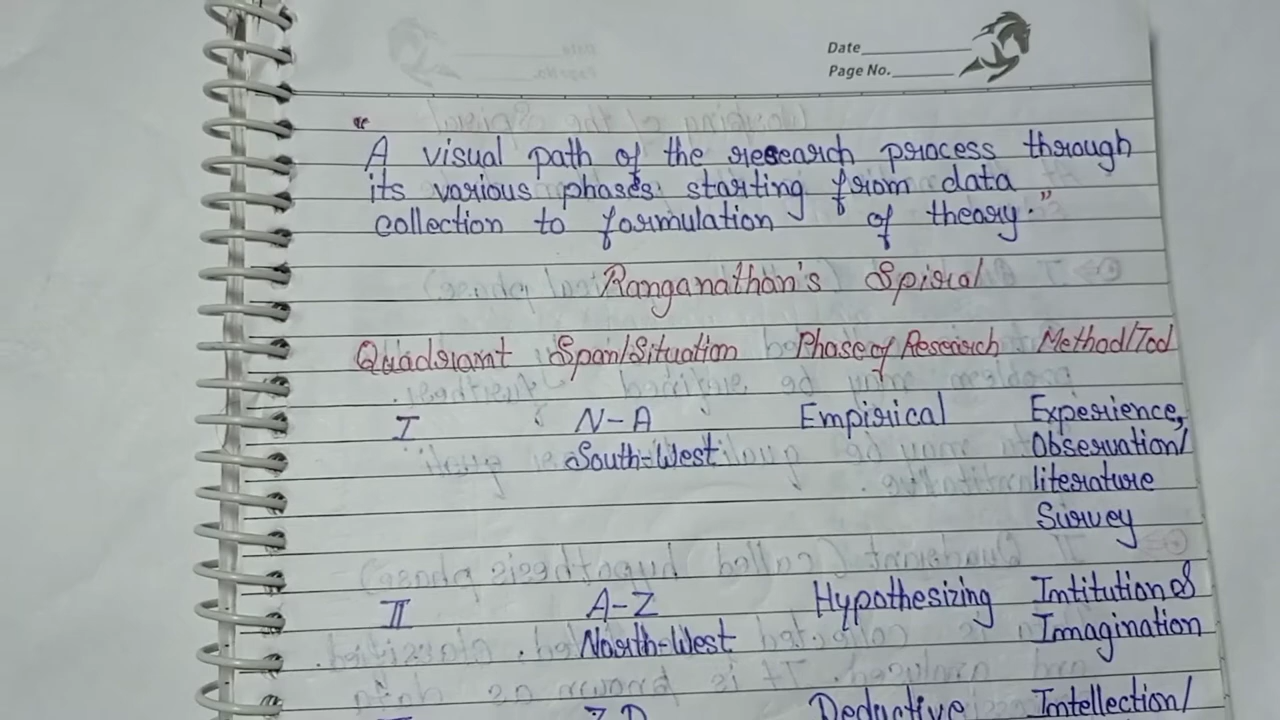 Date
Page No.
"A visual path of the research process through
its various phases: starting from data
collection to formulation of theory."
Ranganathan's Spiral
Quadrant Span/Situation Phase of Research Method/Tool
I N-A Empirical Experience,
South-West Observation/
literature
Survey
II A-Z Hypothesizing Intitution &
North-West Imagination
Deductive Intellection/